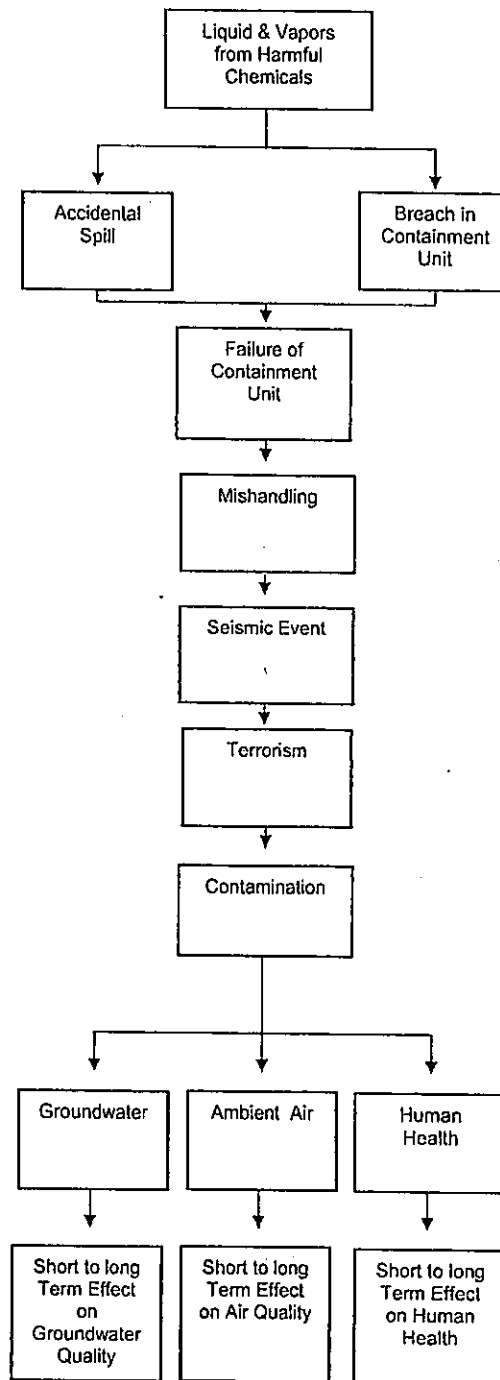 Liquid & Vapors
from Harmful
Chemicals
Accidental
Spill
Breach in
Containment
Unit
Failure of
Containment
Unit
Mishandling
Seismic Event
Terrorism
Contamination
Groundwater
Ambient Air
Human
Health
Short to long
Term Effect
on
Groundwater
Quality
Short to long
Term Effect
on Air Quality
Short to long
Term Effect
on Human
Health